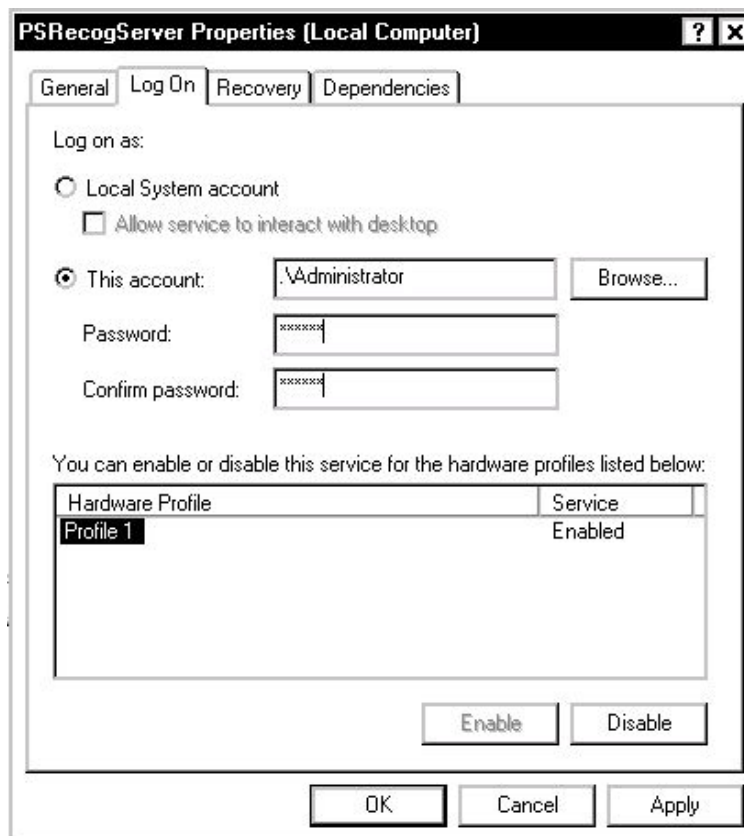 PSRecogServer Properties (Local Computer) ? X
General Log On Recovery Dependencies
Log on as:
Local System account
Allow service to interact with desktop
This account: .\Administrator Browse...
Password: xxxxxx
Confirm password: xxxxxx
You can enable or disable this service for the hardware profiles listed below:
Hardware Profile Service
Profile 1 Enabled
Enable Disable
OK Cancel Apply